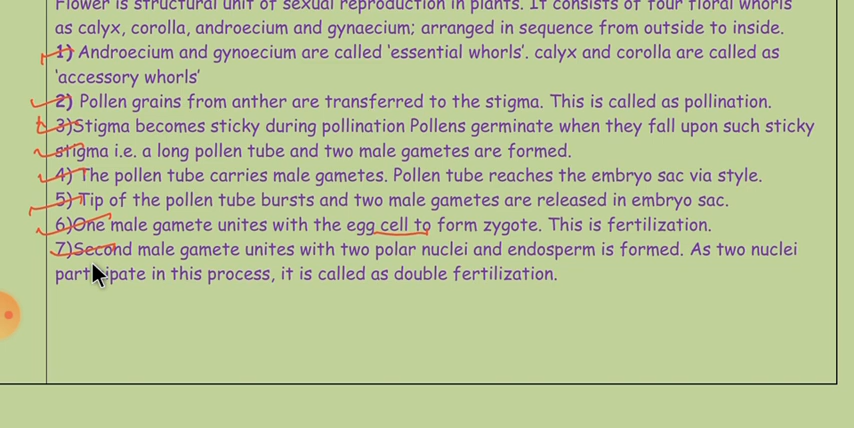 Flower is structural unit of sexual reproduction in plants. It consists of four floral whorls
as calyx, corolla, androecium and gynaecium; arranged in sequence from outside to inside.
1) Androecium and gynoecium are called ‘essential whorls’. calyx and corolla are called as
‘accessory whorls’
2) Pollen grains from anther are transferred to the stigma. This is called as pollination.
3)Stigma becomes sticky during pollination Pollens germinate when they fall upon such sticky
stigma i.e. a long pollen tube and two male gametes are formed.
4) The pollen tube carries male gametes. Pollen tube reaches the embryo sac via style.
5) Tip of the pollen tube bursts and two male gametes are released in embryo sac.
6)One male gamete unites with the egg cell to form zygote. This is fertilization.
7)Second male gamete unites with two polar nuclei and endosperm is formed. As two nuclei
participate in this process, it is called as double fertilization.